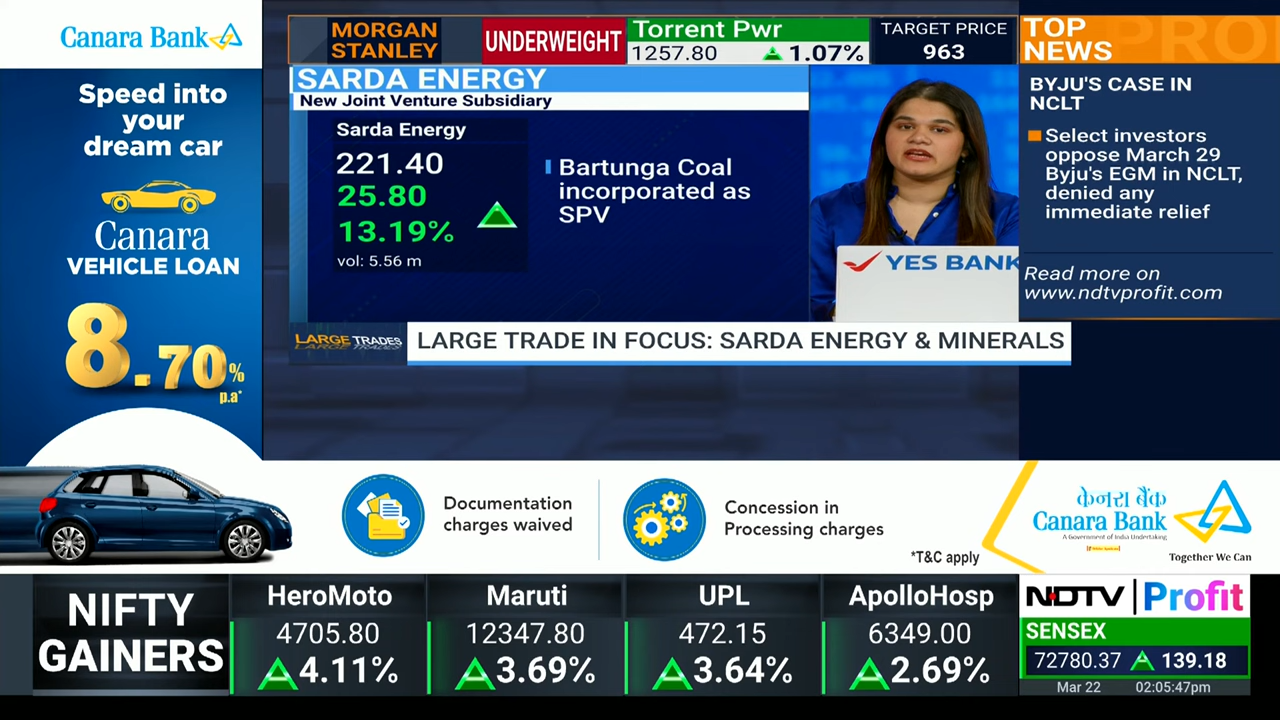 Canara Bank
Speed into
your
dream car
Canara
VEHICLE LOAN
8.70%
p.a*
MORGAN
STANLEY
UNDERWEIGHT
Torrent Pwr
1257.80 1.07%
TARGET PRICE
963
SARDA ENERGY
New Joint Venture Subsidiary
Sarda Energy
221.40
25.80
13.19%
vol: 5.56 m
Bartunga Coal
incorporated as
SPV
YES BANK
LARGE TRADES
LARGE TRADE IN FOCUS: SARDA ENERGY & MINERALS
TOP
NEWS
PRO
BYJU'S CASE IN
NCLT
Select investors
oppose March 29
Byju's EGM in NCLT,
denied any
immediate relief
Read more on
www.ndtvprofit.com
Documentation
charges waived
Concession in
Processing charges
*T&C apply
केनरा बैंक
Canara Bank
A Government of India Undertaking
Together We Can
NIFTY
GAINERS
HeroMoto
4705.80
4.11%
Maruti
12347.80
3.69%
UPL
472.15
3.64%
ApolloHosp
6349.00
2.69%
NDTV Profit
SENSEX
72780.37 139.18
Mar 22 02:05:47pm